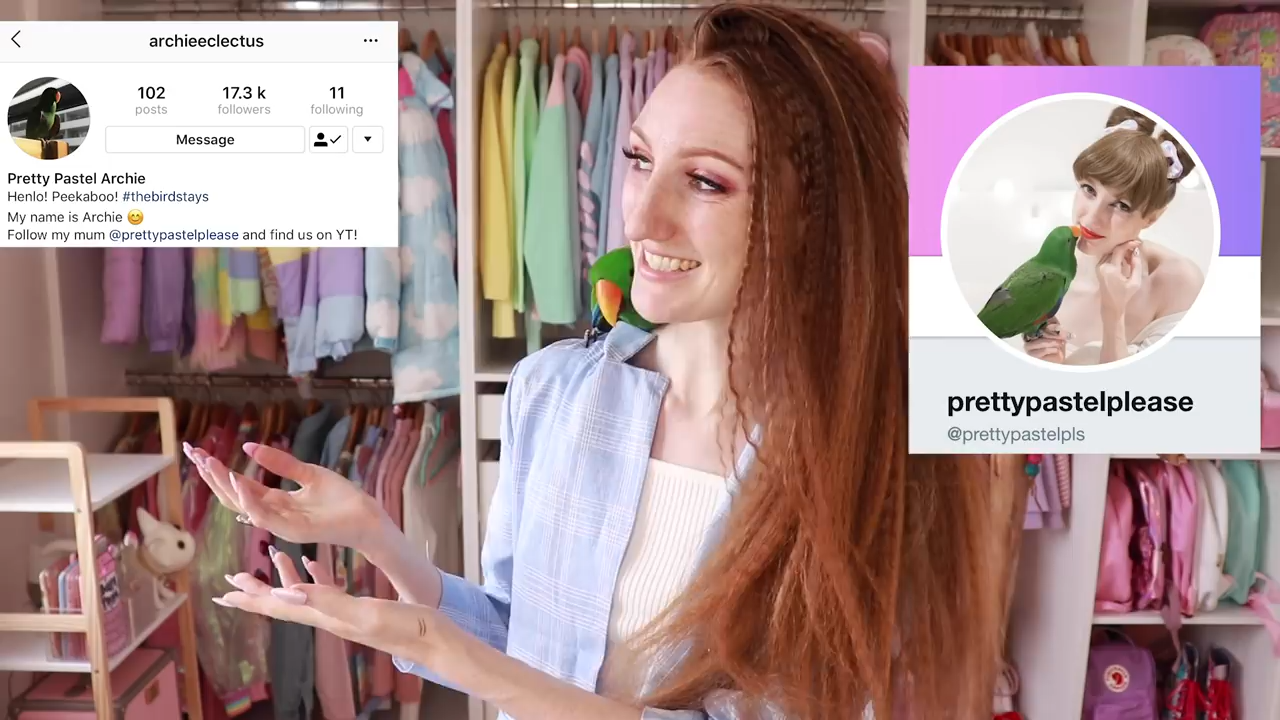 archieeclectus
102 17.3 k 11
posts followers following
Message
Pretty Pastel Archie
Henlo! Peekaboo! #thebirdstays
My name is Archie 😊
Follow my mum @prettypastelplease and find us on YT!
prettypastelplease
@prettypastelpls